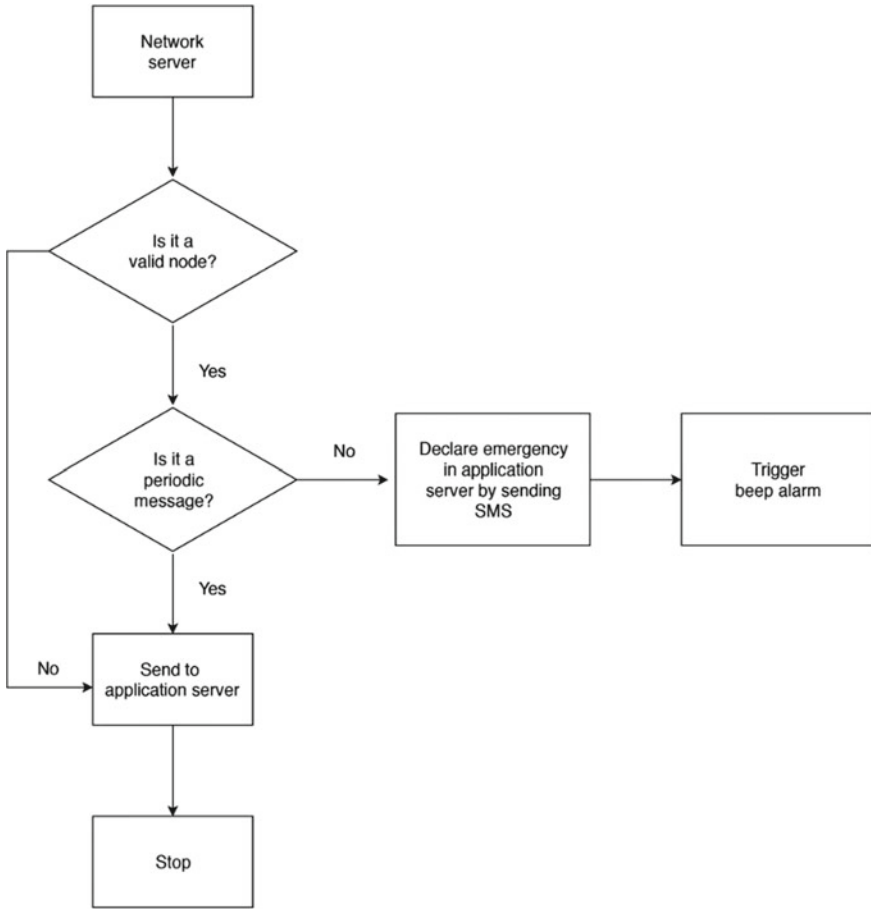 Network
server
Is it a
valid node?
Yes
Is it a
periodic
message?
No
Declare emergency
in application
server by sending
SMS
Trigger
beep alarm
Yes
No
Send to
application server
Stop